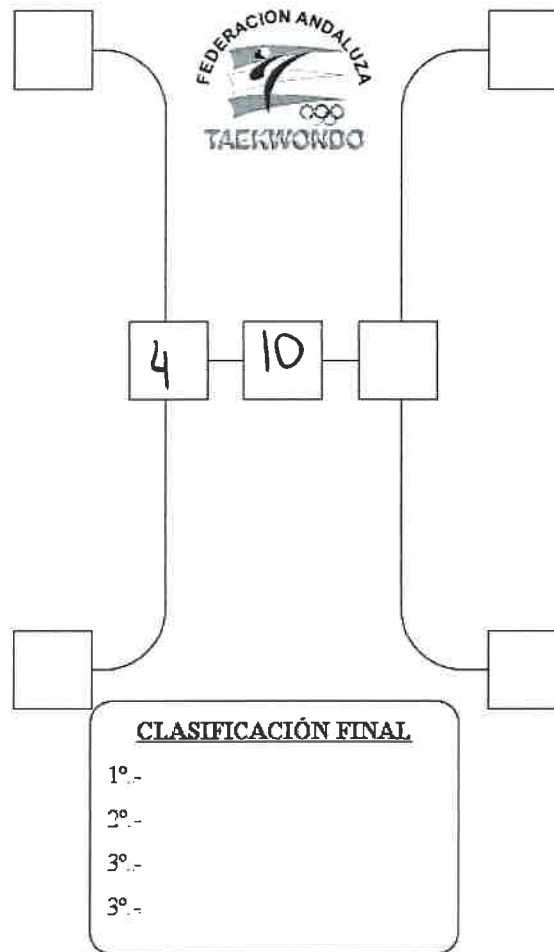 FEDERACION ANDALUZA
TAEKWONDO
4 10
CLASIFICACIÓN FINAL
1º.-
2º.-
3º.-
3º.-